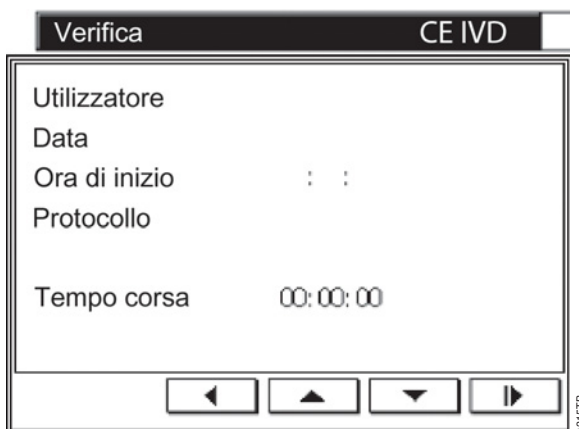 Verifica CE IVD
Utilizzatore
Data
Ora di inizio : :
Protocollo
Tempo corsa 00:00:00